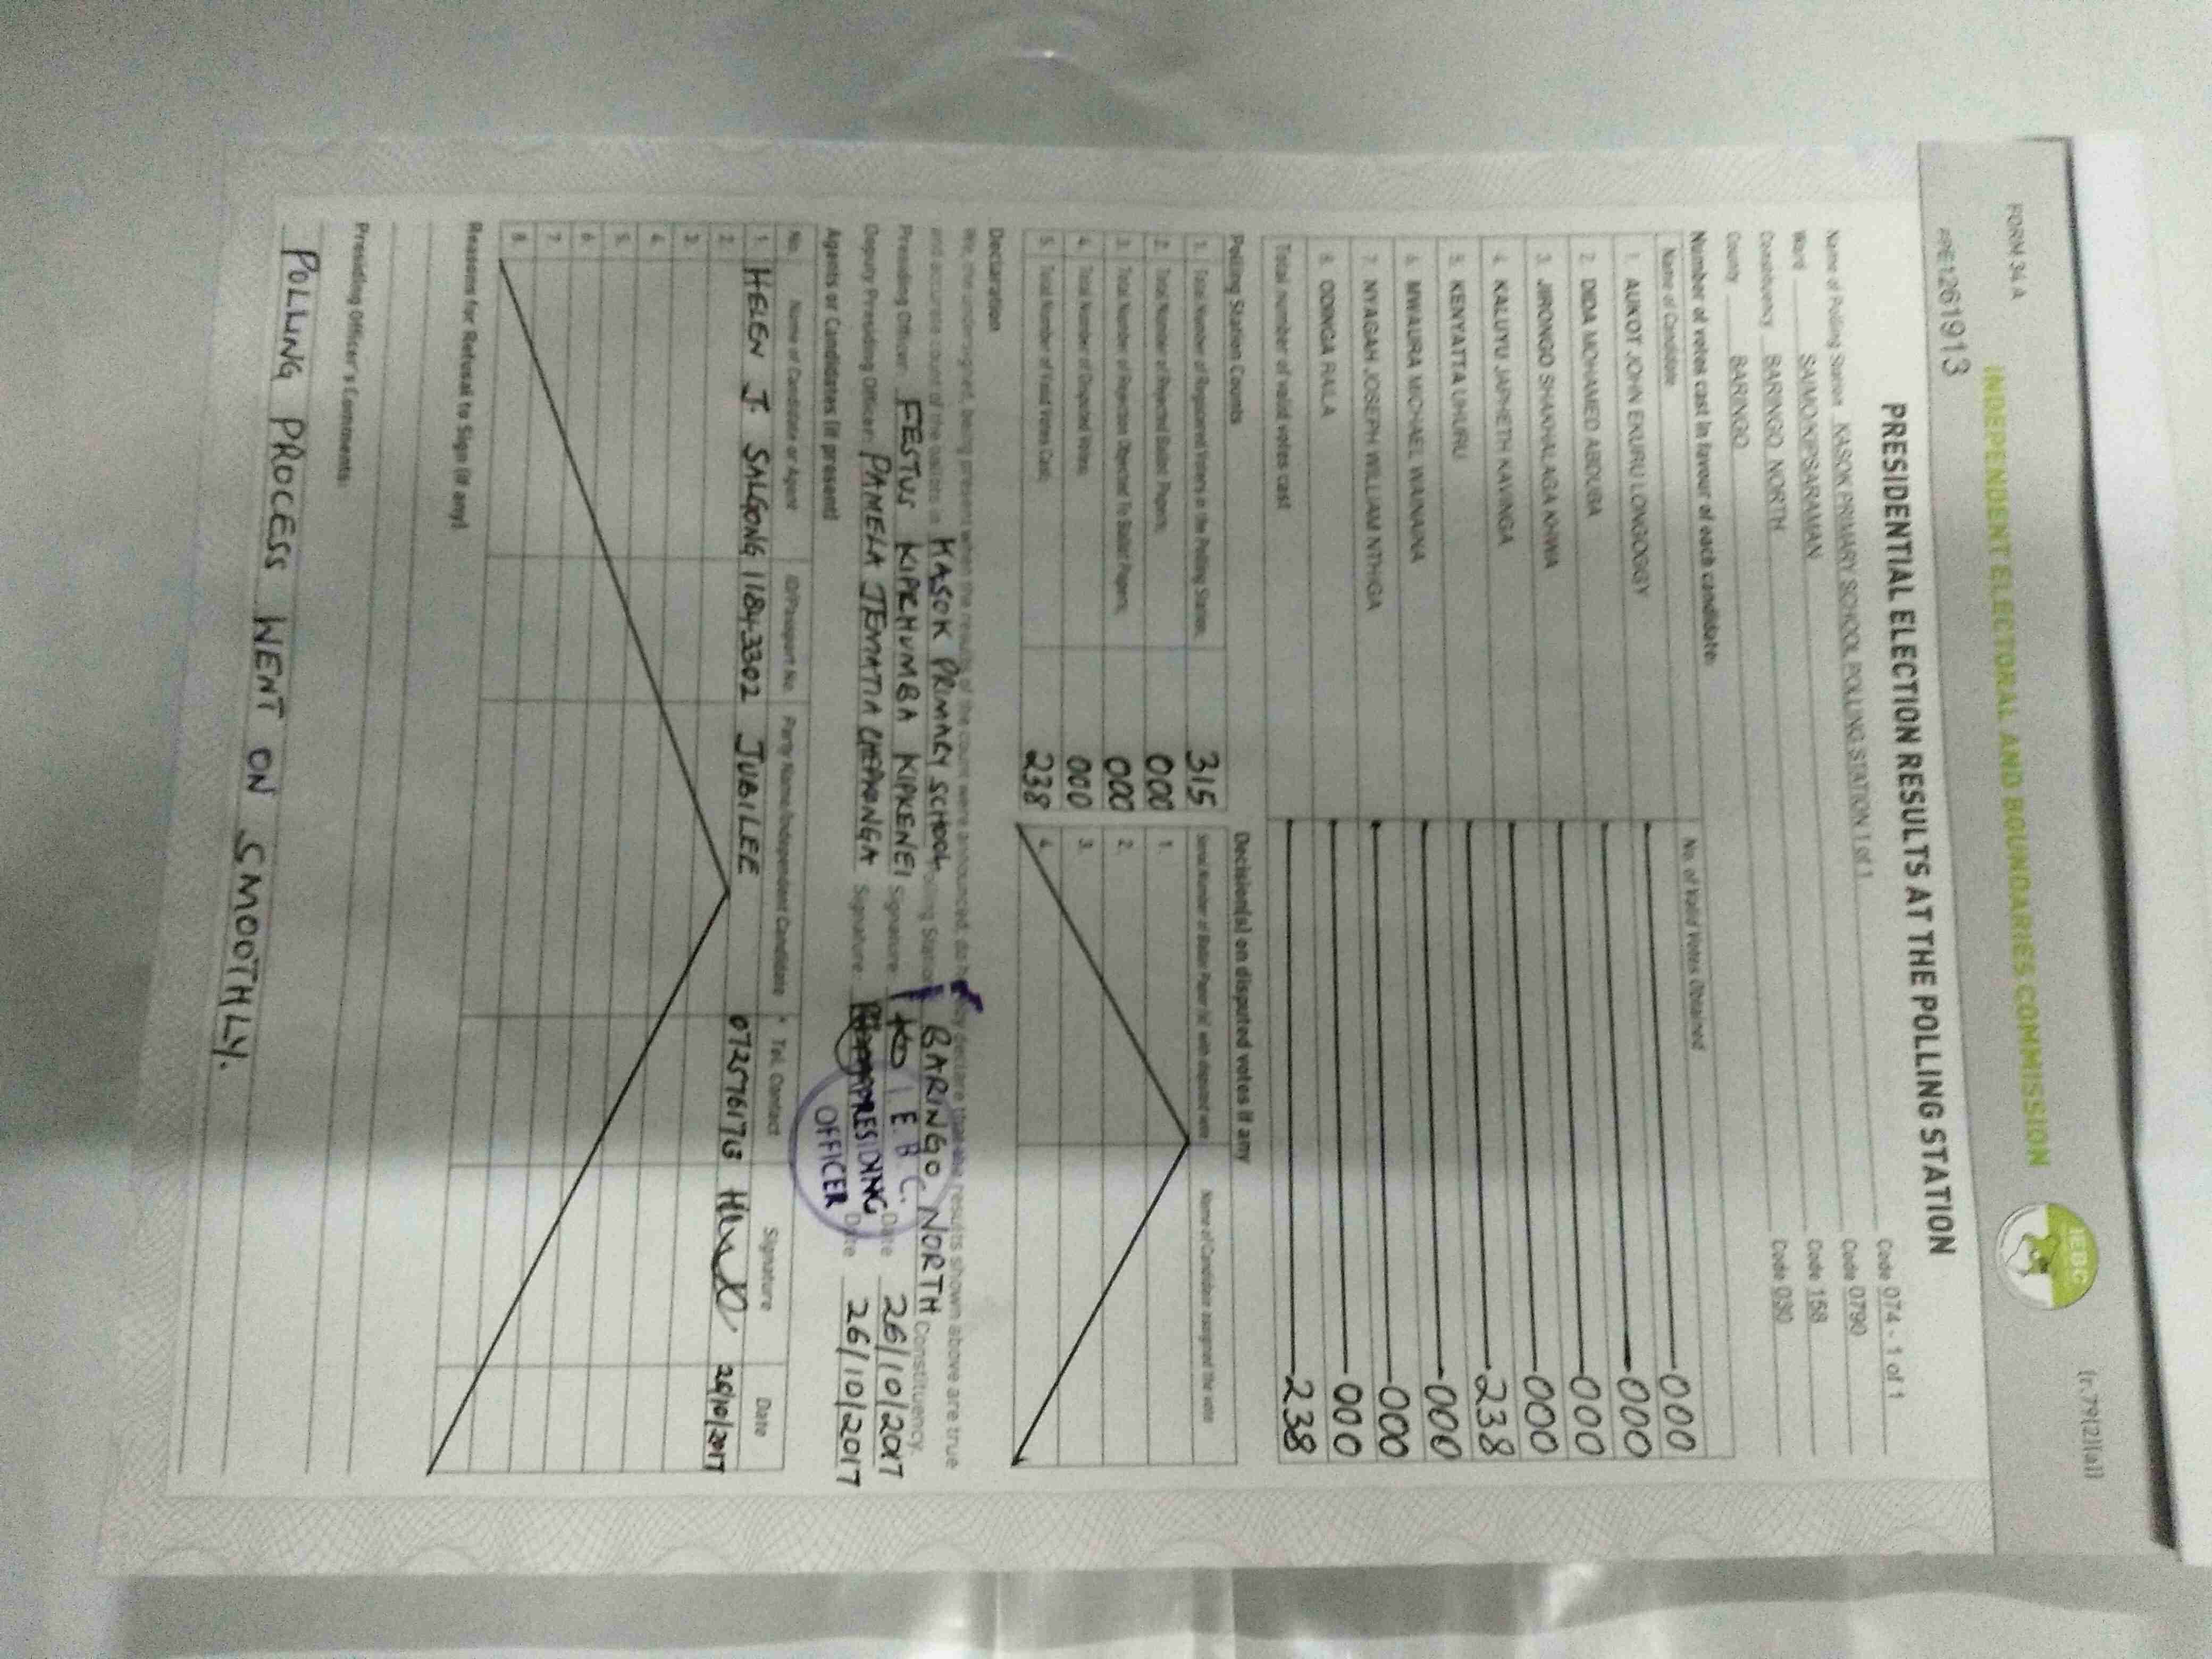 FORM 34 A
(r.79(2)(a))
INDEPENDENT ELECTORAL AND BOUNDARIES COMMISSION
IEBC
PRE1261913
PRESIDENTIAL ELECTION RESULTS AT THE POLLING STATION
Name of Polling Station KASOK PRIMARY SCHOOL POLLING STATION 1 of 1 Code 074 - 1 of 1
Ward SAIMO/KIPSARAMAN Code 0790
Constituency BARINGO NORTH Code 158
County BARINGO Code 030
Number of votes cast in favour of each candidate:
Name of Candidate No. of Valid Votes Obtained
1. AUKOT JOHN EKURU LONGOGGY 000
2. DIDA MOHAMED ABDUBA 000
3. JIRONGO SHAKHALAGA KHWA 000
4. KALUYU JAPHETH KAVINGA 000
5. KENYATTA UHURU 238
6. MWAURA MICHAEL WAINAINA 000
7. NYAGAH JOSEPH WILLIAM NTHIGA 000
8. ODINGA RAILA 000
Total number of valid votes cast 238
Polling Station Counts
1. Total Number of Registered Voters in the Polling Station; 315
2. Total Number of Rejected Ballot Papers; 000
3. Total Number of Rejection Objected To Ballot Papers; 000
4. Total Number of Disputed Votes; 000
5. Total Number of Valid Votes Cast; 238
Decision(s) on disputed votes if any
Serial Number of Ballot Paper(s) with disputed vote Name of Candidate assigned the vote
1.
2.
3.
4.
Declaration
We, the undersigned, being present when the results of the count were announced, do hereby declare that the results shown above are true
and accurate count of the ballots in KASOK PRIMARY SCHOOL Polling Station BARINGO NORTH Constituency.
Presiding Officer: FESTUS KIPCHUMBA KIPKENEI Signature Date 26/10/2017
Deputy Presiding Officer: PAMELA Signature Date 26/10/2017
I E. B. C.
PRESIDING
OFFICER
Agents or Candidates (if present)
No. Name of Candidate or Agent ID/Passport No. Party Name/Independent Candidate Tel. Contact Signature Date
1. HELEN J. SALGONG 11843302 JUBILEE 26/10/2017
2.
3.
4.
5.
6.
7.
8.
Reasons for Refusal to Sign (if any)
Presiding Officer's Comments:
POLLING PROCESS WENT ON SMOOTHLY.